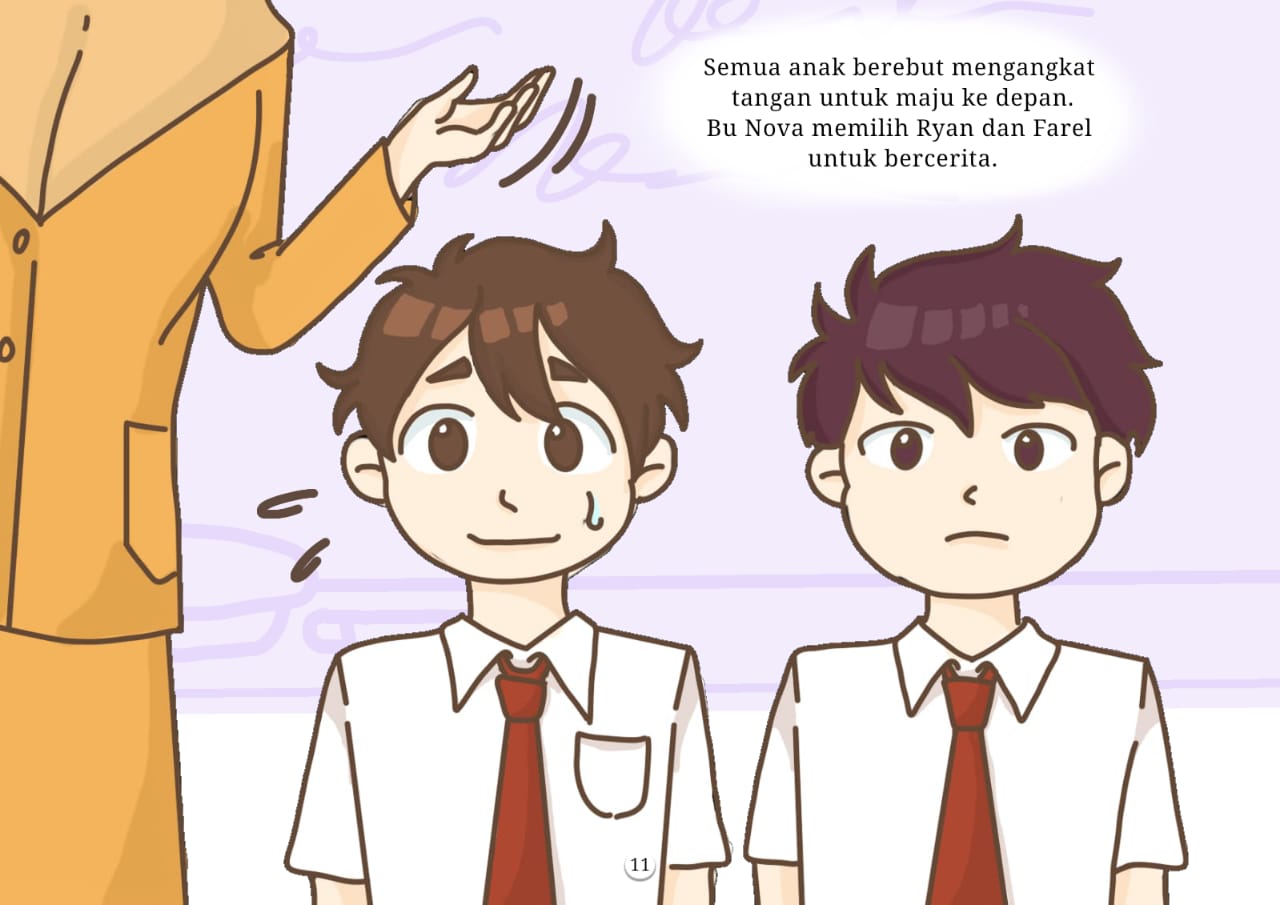 Semua anak berebut mengangkat
tangan untuk maju ke depan.
Bu Nova memilih Ryan dan Farel
untuk bercerita.
11